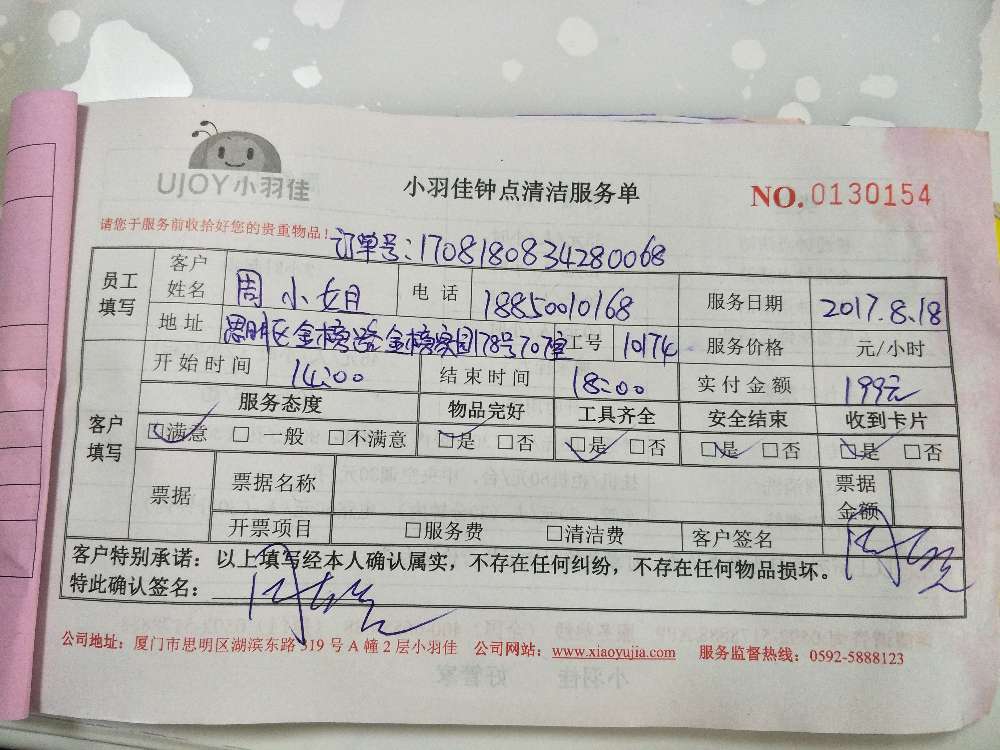 UJOY小羽佳
小羽佳钟点清洁服务单 NO.0130154
请您于服务前收拾好您的贵重物品！ 订单号：1708180834280068
员工填写 客户姓名 周小姐 电话 18850010168 服务日期 2017.8.18
地址 思明区金榜路金榜家园178号707室 工号 10174 服务价格 元/小时
客户填写 开始时间 14:00 结束时间 18:00 实付金额 199元
服务态度 物品完好 工具齐全 安全结束 收到卡片
☑满意 □一般 □不满意 ☑是 □否 ☑是 □否 ☑是 □否 ☑是 □否
票据 票据名称 票据金额
开票项目 □服务费 □清洁费 客户签名
客户特别承诺：以上填写经本人确认属实，不存在任何纠纷，不存在任何物品损坏。
特此确认签名：
公司地址：厦门市思明区湖滨东路319号A幢2层小羽佳 公司网站：www.xiaoyujia.com 服务监督热线：0592-5888123